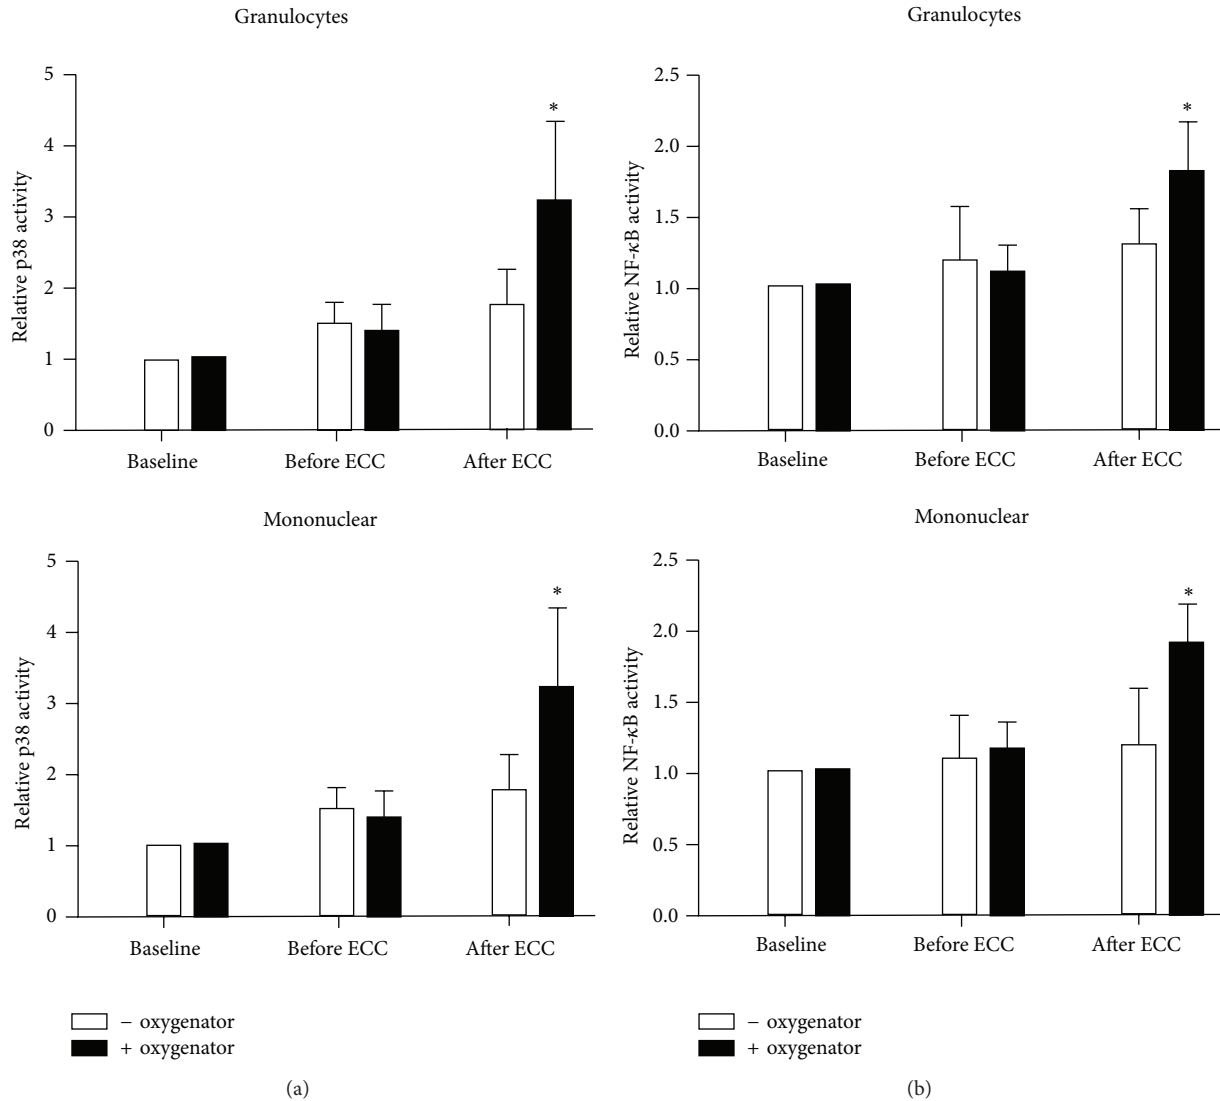 Granulocytes
5
4
3
2
1
0
Relative p38 activity
*
Baseline
Before ECC
After ECC
Mononuclear
5
4
3
2
1
0
Relative p38 activity
*
Baseline
Before ECC
After ECC
− oxygenator
+ oxygenator
(a)
Granulocytes
2.5
2.0
1.5
1.0
0.5
0.0
Relative NF-κB activity
*
Baseline
Before ECC
After ECC
Mononuclear
2.5
2.0
1.5
1.0
0.5
0.0
Relative NF-κB activity
*
Baseline
Before ECC
After ECC
− oxygenator
+ oxygenator
(b)